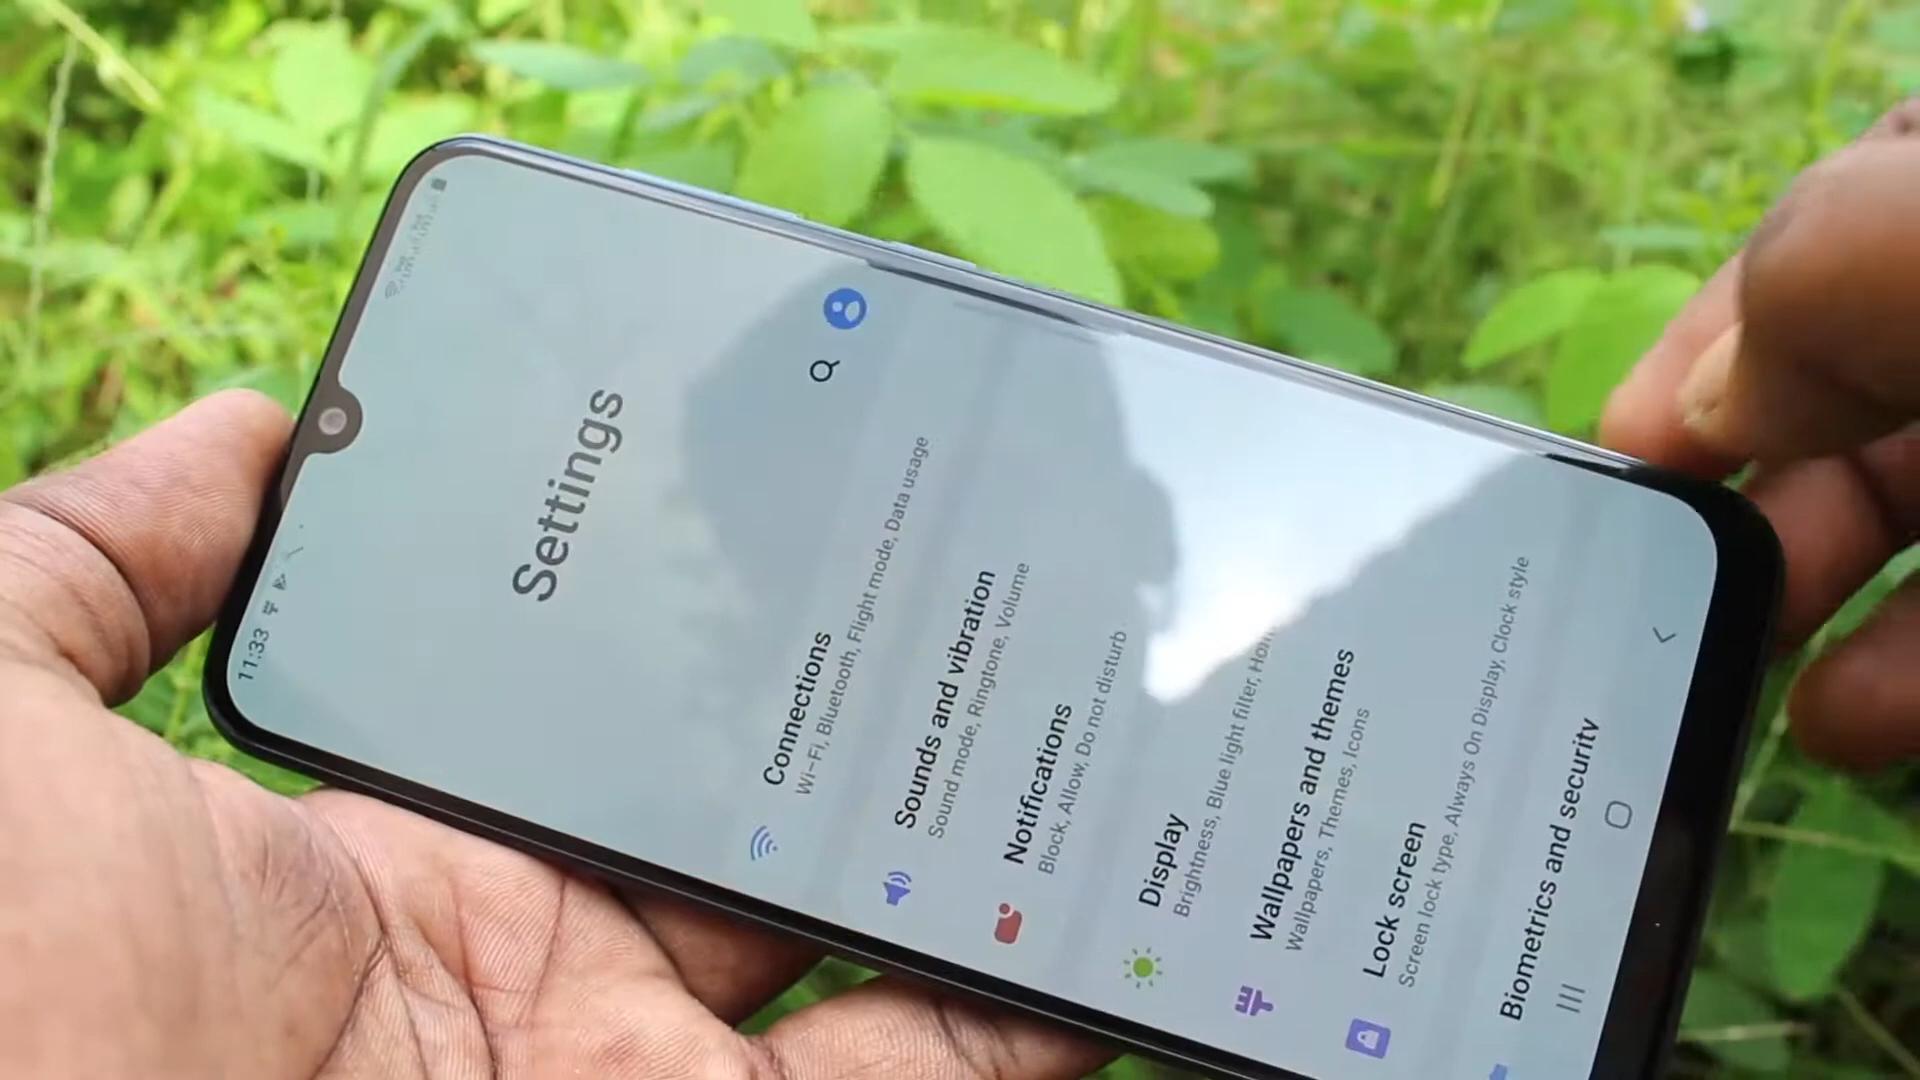 11:33
Settings
Connections
Wi-Fi, Bluetooth, Flight mode, Data usage
Sounds and vibration
Sound mode, Ringtone, Volume
Notifications
Block, Allow, Do not disturb
Display
Brightness, Blue light filter,
Wallpapers and themes
Wallpapers, Themes, Icons
Lock screen
Screen lock type, Always On Display, Clock style
Biometrics and security